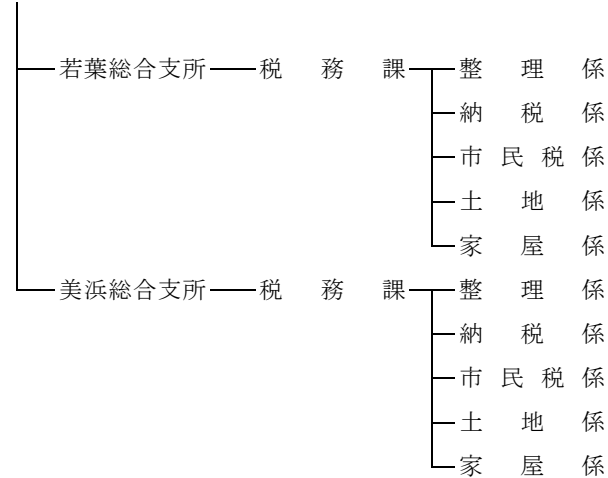 若葉総合支所 税務課 整理係
納税係
市民税係
土地係
家屋係
美浜総合支所 税務課 整理係
納税係
市民税係
土地係
家屋係